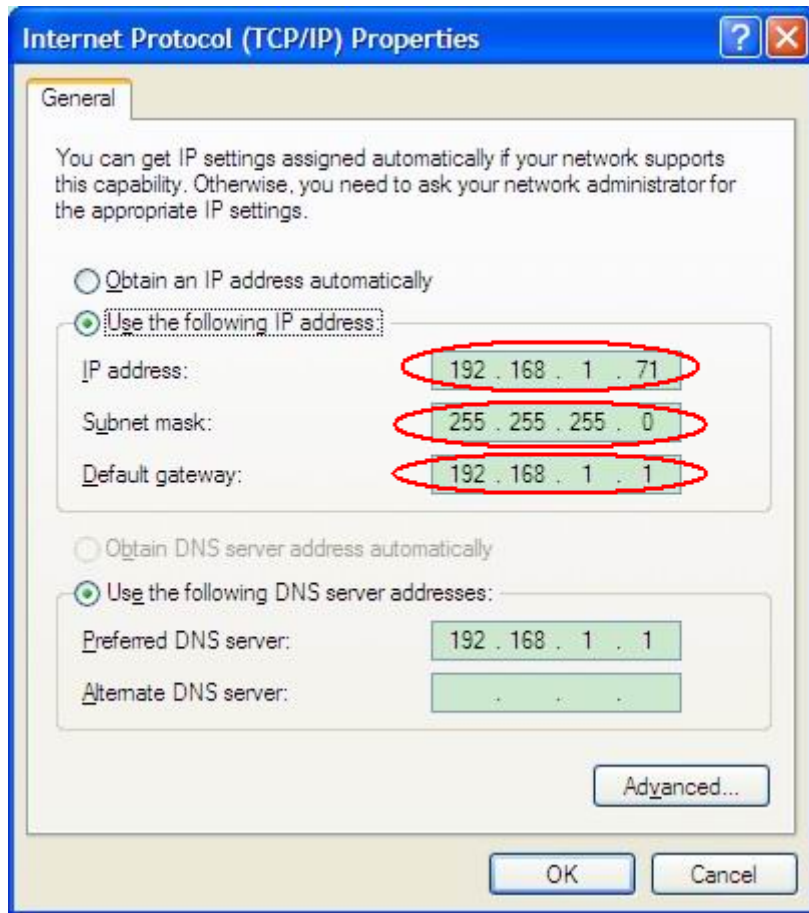 Internet Protocol (TCP/IP) Properties
?
General
You can get IP settings assigned automatically if your network supports
this capability. Otherwise, you need to ask your network administrator for
the appropriate IP settings.
Obtain an IP address automatically
Use the following IP address:
IP address: 192 . 168 . 1 . 71
Subnet mask: 255 . 255 . 255 . 0
Default gateway: 192 . 168 . 1 . 1
Obtain DNS server address automatically
Use the following DNS server addresses:
Preferred DNS server: 192 . 168 . 1 . 1
Alternate DNS server: . . .
Advanced...
OK Cancel